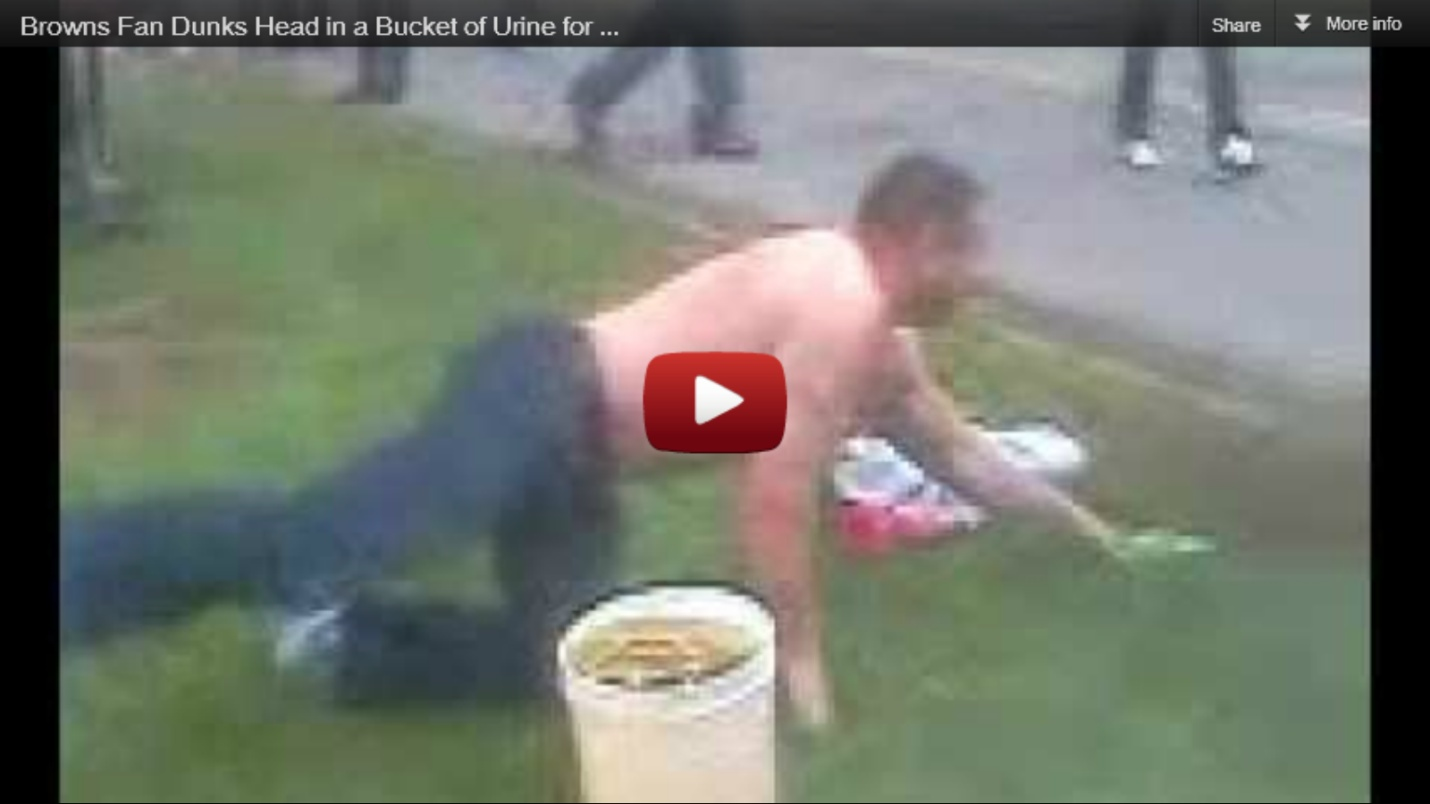 Browns Fan Dunks Head in a Bucket of Urine for ...
Share
More info